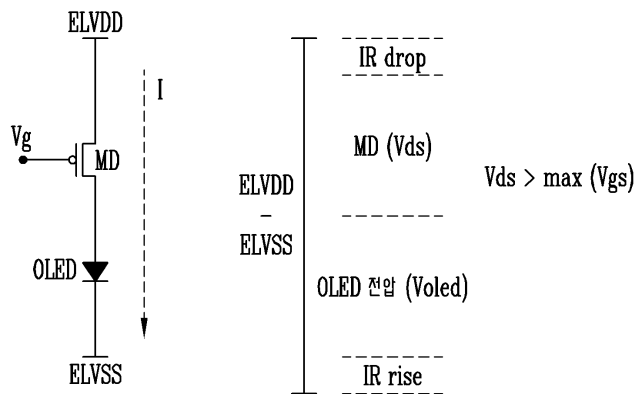 ELVDD
I
Vg
MD
OLED
ELVSS
ELVDD
–
ELVSS
IR drop
MD (Vds)
OLED 전압 (Voled)
IR rise
Vds > max (Vgs)